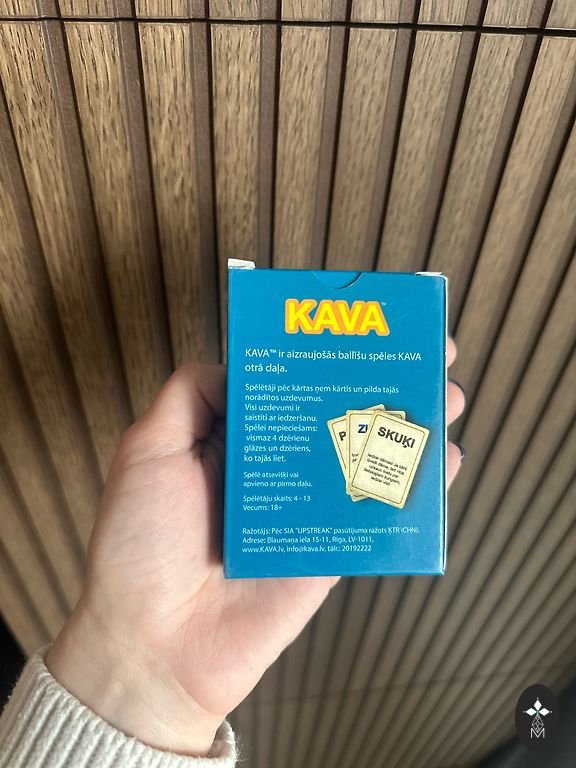 KAVA™
KAVA™ ir aizraujošās ballīšu spēles KAVA
otrā daļa.
Spēlētāji pēc kārtas ņem kārtis un pilda tajās
norādītos uzdevumus.
Visi uzdevumi ir
saistīti ar iedzeršanu.
Spēlei nepieciešams:
vismaz 4 dzērienu
glāzes un dzēriens,
ko tajās liet.
Spēlē atsevišķi vai
apvieno ar pirmo daļu.
Spēlētāju skaits: 4 - 13
Vecums: 18+
P
SKUĶI
Ražotājs: Pēc SIA "UPSTREAK" pasūtījuma ražots ĶTR (CHN).
Adrese: Blaumaņa iela 15-11, Rīga, LV-1011,
www.KAVA.lv, info@kava.lv, tālr.: 20192222
M